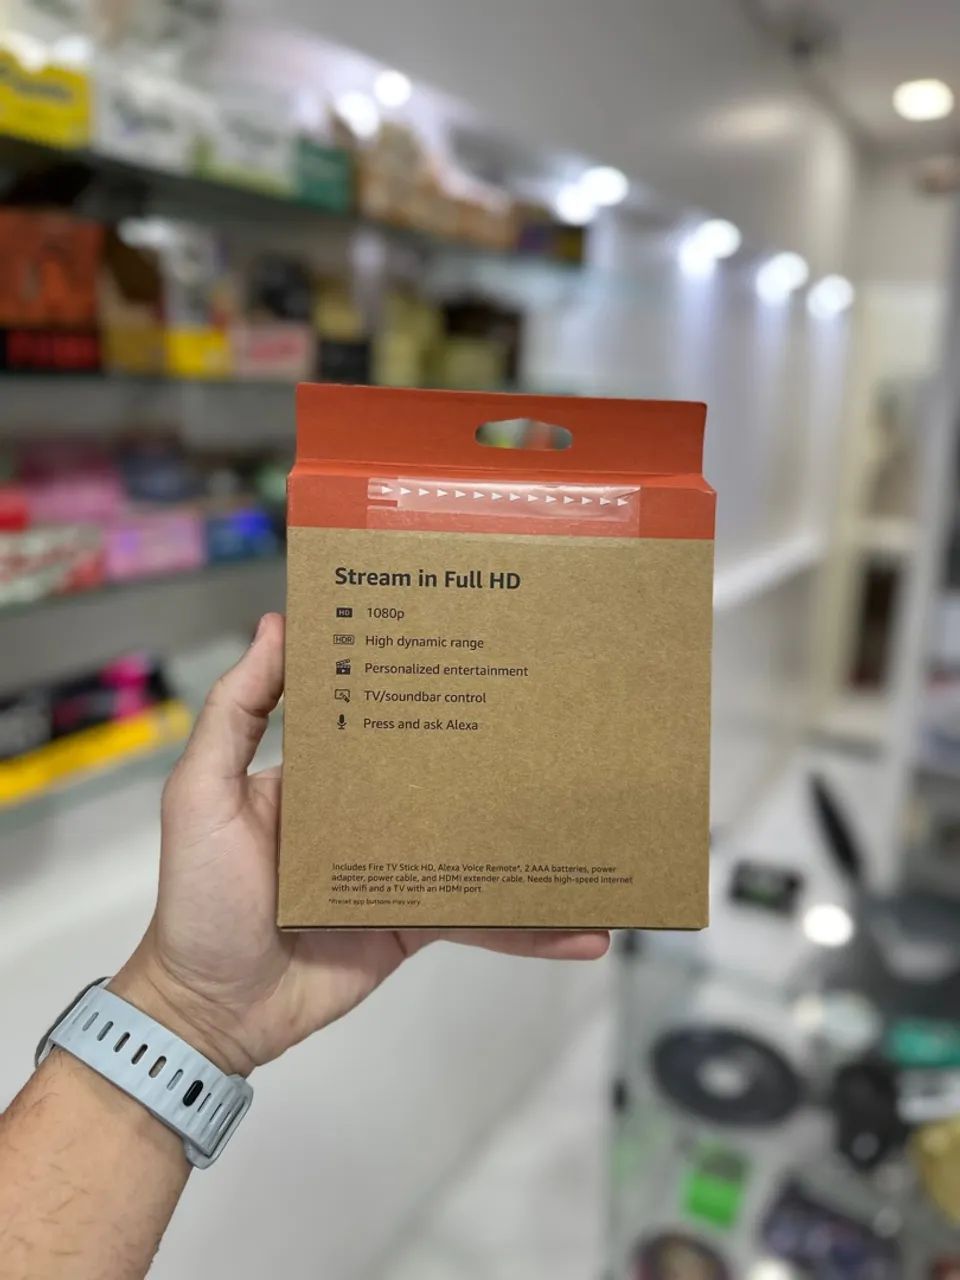 Stream in Full HD
HD 1080p
HDR High dynamic range
Personalized entertainment
TV/soundbar control
Press and ask Alexa
Includes Fire TV Stick HD, Alexa Voice Remote*, 2 AAA batteries, power
adapter, power cable, and HDMI extender cable. Needs high-speed internet
with wifi and a TV with an HDMI port.
*Preset app buttons may vary